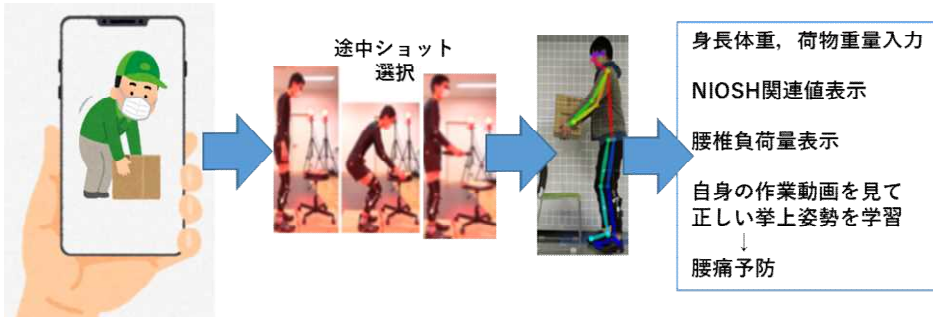 途中ショット
選択
身長体重，荷物重量入力
NIOSH関連値表示
腰椎負荷量表示
自身の作業動画を見て
正しい挙上姿勢を学習
↓
腰痛予防